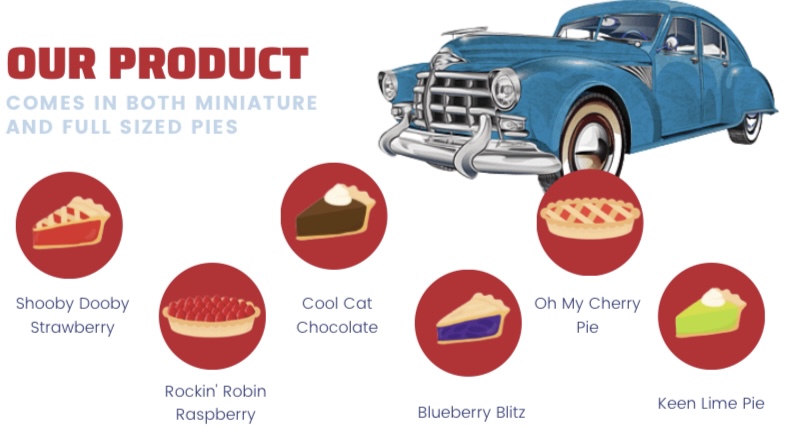 OUR PRODUCT
COMES IN BOTH MINIATURE
AND FULL SIZED PIES
Shooby Dooby
Strawberry
Rockin' Robin
Raspberry
Cool Cat
Chocolate
Blueberry Blitz
Oh My Cherry
Pie
Keen Lime Pie